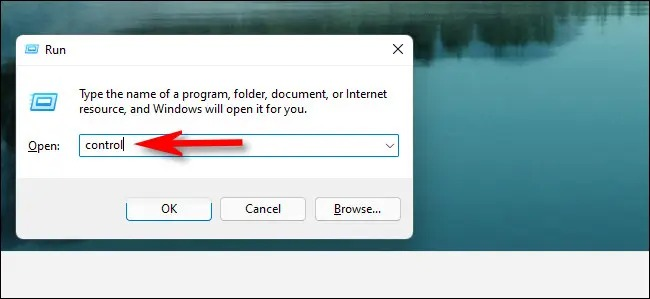 Run
Type the name of a program, folder, document, or Internet
resource, and Windows will open it for you.
Open: control
OK Cancel Browse...